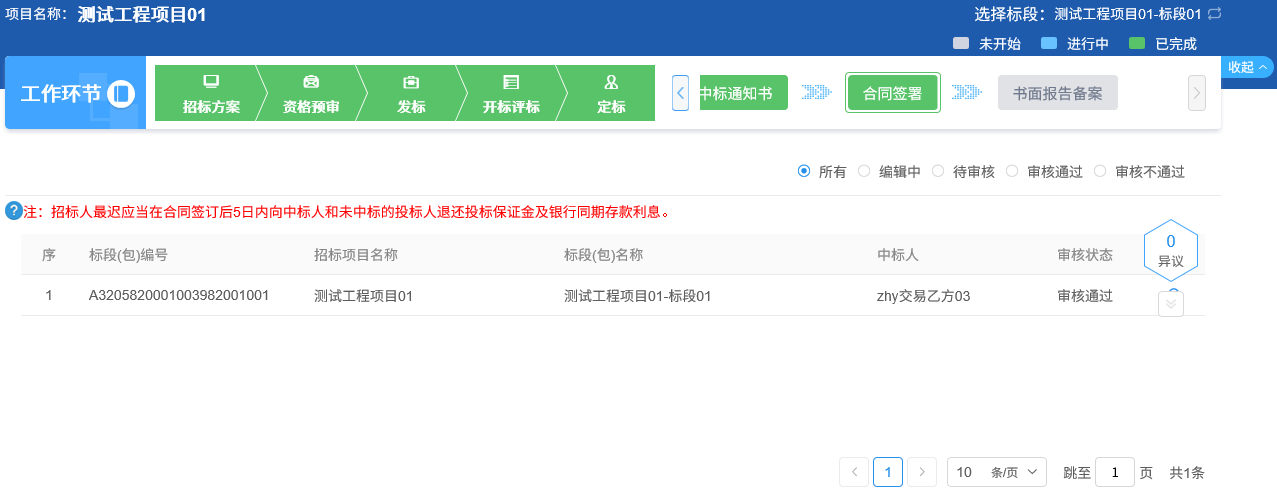 项目名称： 测试工程项目01
选择标段： 测试工程项目01-标段01
未开始 进行中 已完成
收起
工作环节
招标方案 资格预审 发标 开标评标 定标
中标通知书 合同签署 书面报告备案
所有 编辑中 待审核 审核通过 审核不通过
?注：招标人最迟应当在合同签订后5日内向中标人和未中标的投标人退还投标保证金及银行同期存款利息。
序 标段(包)编号 招标项目名称 标段(包)名称 中标人 审核状态
0
异议
1 A3205820001003982001001 测试工程项目01 测试工程项目01-标段01 zhy交易乙方03 审核通过
1 10 条/页 跳至 1 页 共1条